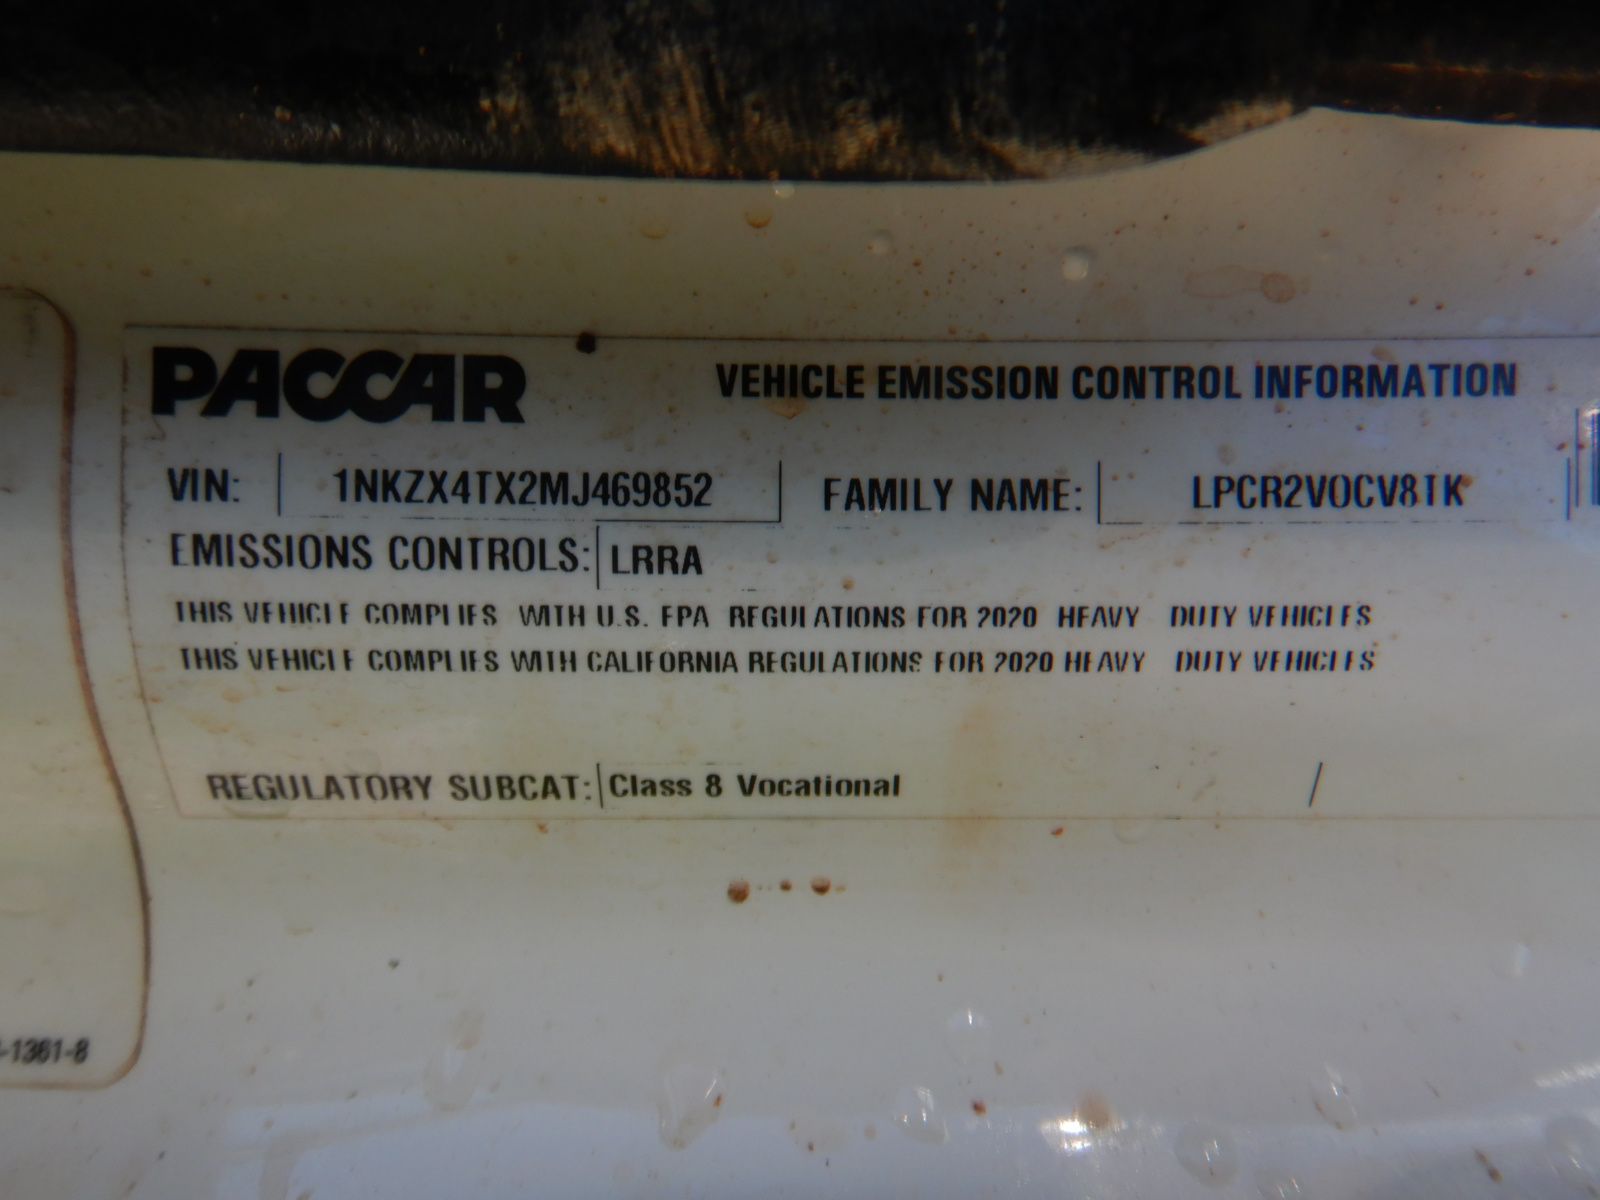 PACCAR VEHICLE EMISSION CONTROL INFORMATION
VIN: 1NKZX4TX2MJ469852 FAMILY NAME: LPCR2VOCV8TK
EMISSIONS CONTROLS: LRRA
THIS VEHICLE COMPLIES WITH U.S. EPA REGULATIONS FOR 2020 HEAVY DUTY VEHICLES
THIS VEHICLE COMPLIES WITH CALIFORNIA REGULATIONS FOR 2020 HEAVY DUTY VEHICLES
REGULATORY SUBCAT: Class 8 Vocational /
-1361-8